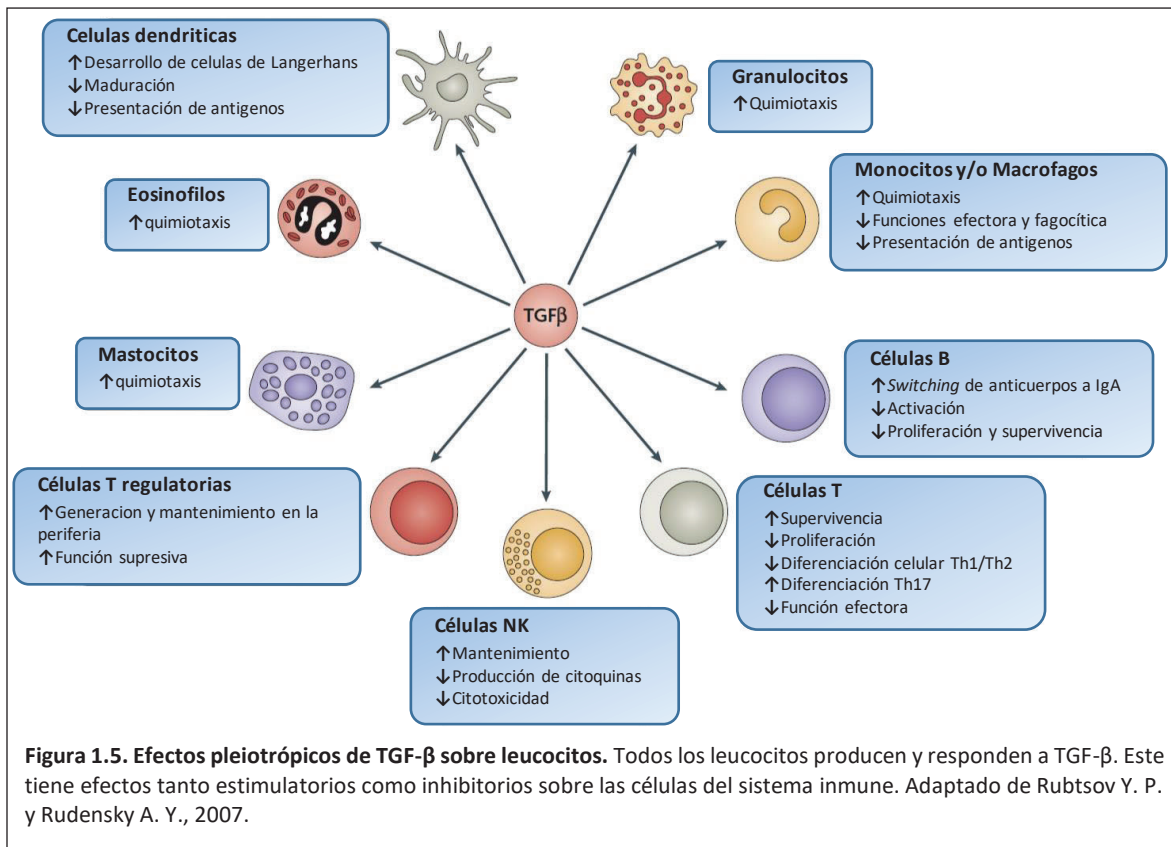 Celulas dendriticas
↑Desarrollo de celulas de Langerhans
↓Maduración
↓Presentación de antigenos
Granulocitos
↑Quimiotaxis
Eosinofilos
↑quimiotaxis
Monocitos y/o Macrofagos
↑Quimiotaxis
↓Funciones efectora y fagocítica
↓Presentación de antigenos
TGFβ
Mastocitos
↑quimiotaxis
Células B
↑Switching de anticuerpos a IgA
↓Activación
↓Proliferación y supervivencia
Células T regulatorias
↑Generacion y mantenimiento en la
periferia
↑Función supresiva
Células T
↑Supervivencia
↓Proliferación
↓Diferenciación celular Th1/Th2
↑Diferenciación Th17
↓Función efectora
Células NK
↑Mantenimiento
↓Producción de citoquinas
↓Citotoxicidad
Figura 1.5. Efectos pleiotrópicos de TGF-β sobre leucocitos. Todos los leucocitos producen y responden a TGF-β. Este
tiene efectos tanto estimulatorios como inhibitorios sobre las células del sistema inmune. Adaptado de Rubtsov Y. P.
y Rudensky A. Y., 2007.